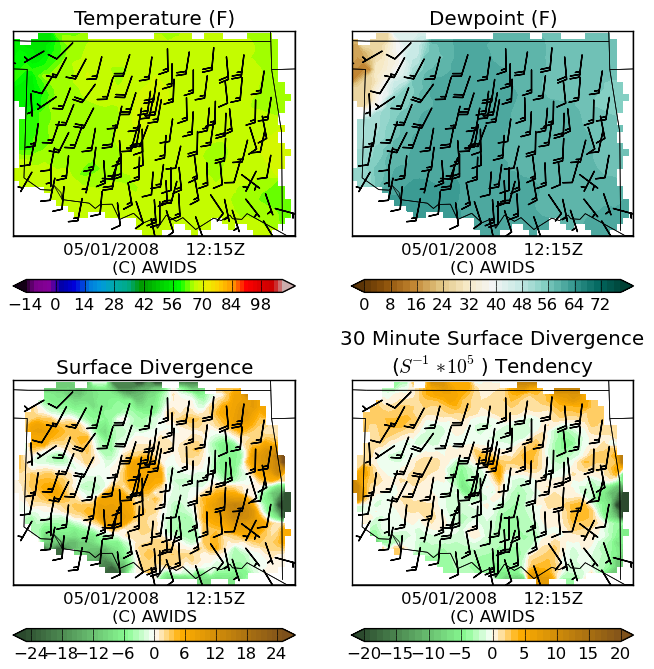 Temperature (F)
Dewpoint (F)
05/01/2008 12:15Z
(C) AWIDS
05/01/2008 12:15Z
(C) AWIDS
−14 0 14 28 42 56 70 84 98
0 8 16 24 32 40 48 56 64 72
Surface Divergence
30 Minute Surface Divergence
(S⁻¹ *10⁵ ) Tendency
05/01/2008 12:15Z
(C) AWIDS
05/01/2008 12:15Z
(C) AWIDS
−24−18−12 −6 0 6 12 18 24
−20−15−10 −5 0 5 10 15 20